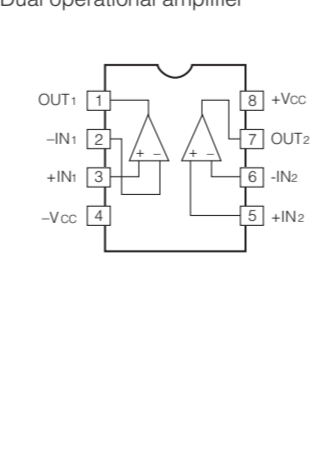 Dual operational amplifier
OUT1 1
–IN1 2
+IN1 3
–Vcc 4
8 +Vcc
7 OUT2
6 -IN2
5 +IN2
+ –
+ –